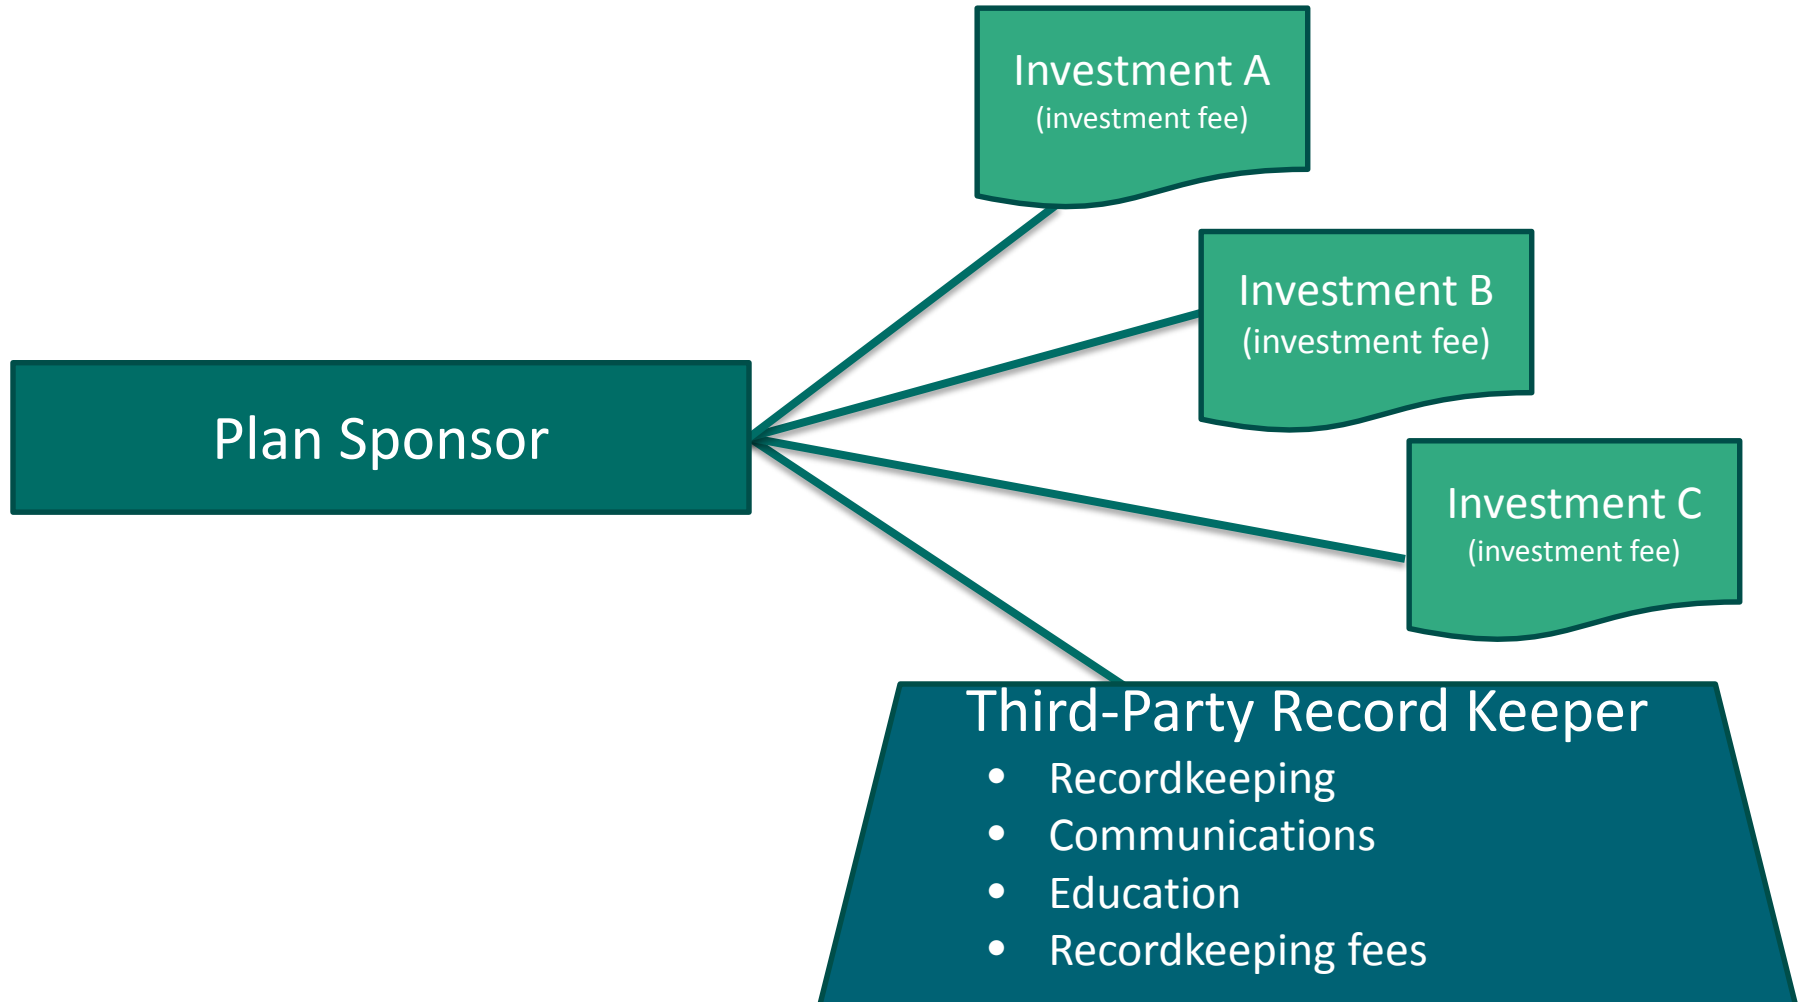 Investment A
(investment fee)
Investment B
(investment fee)
Plan Sponsor
Investment C
(investment fee)
Third-Party Record Keeper
• Recordkeeping
• Communications
• Education
• Recordkeeping fees